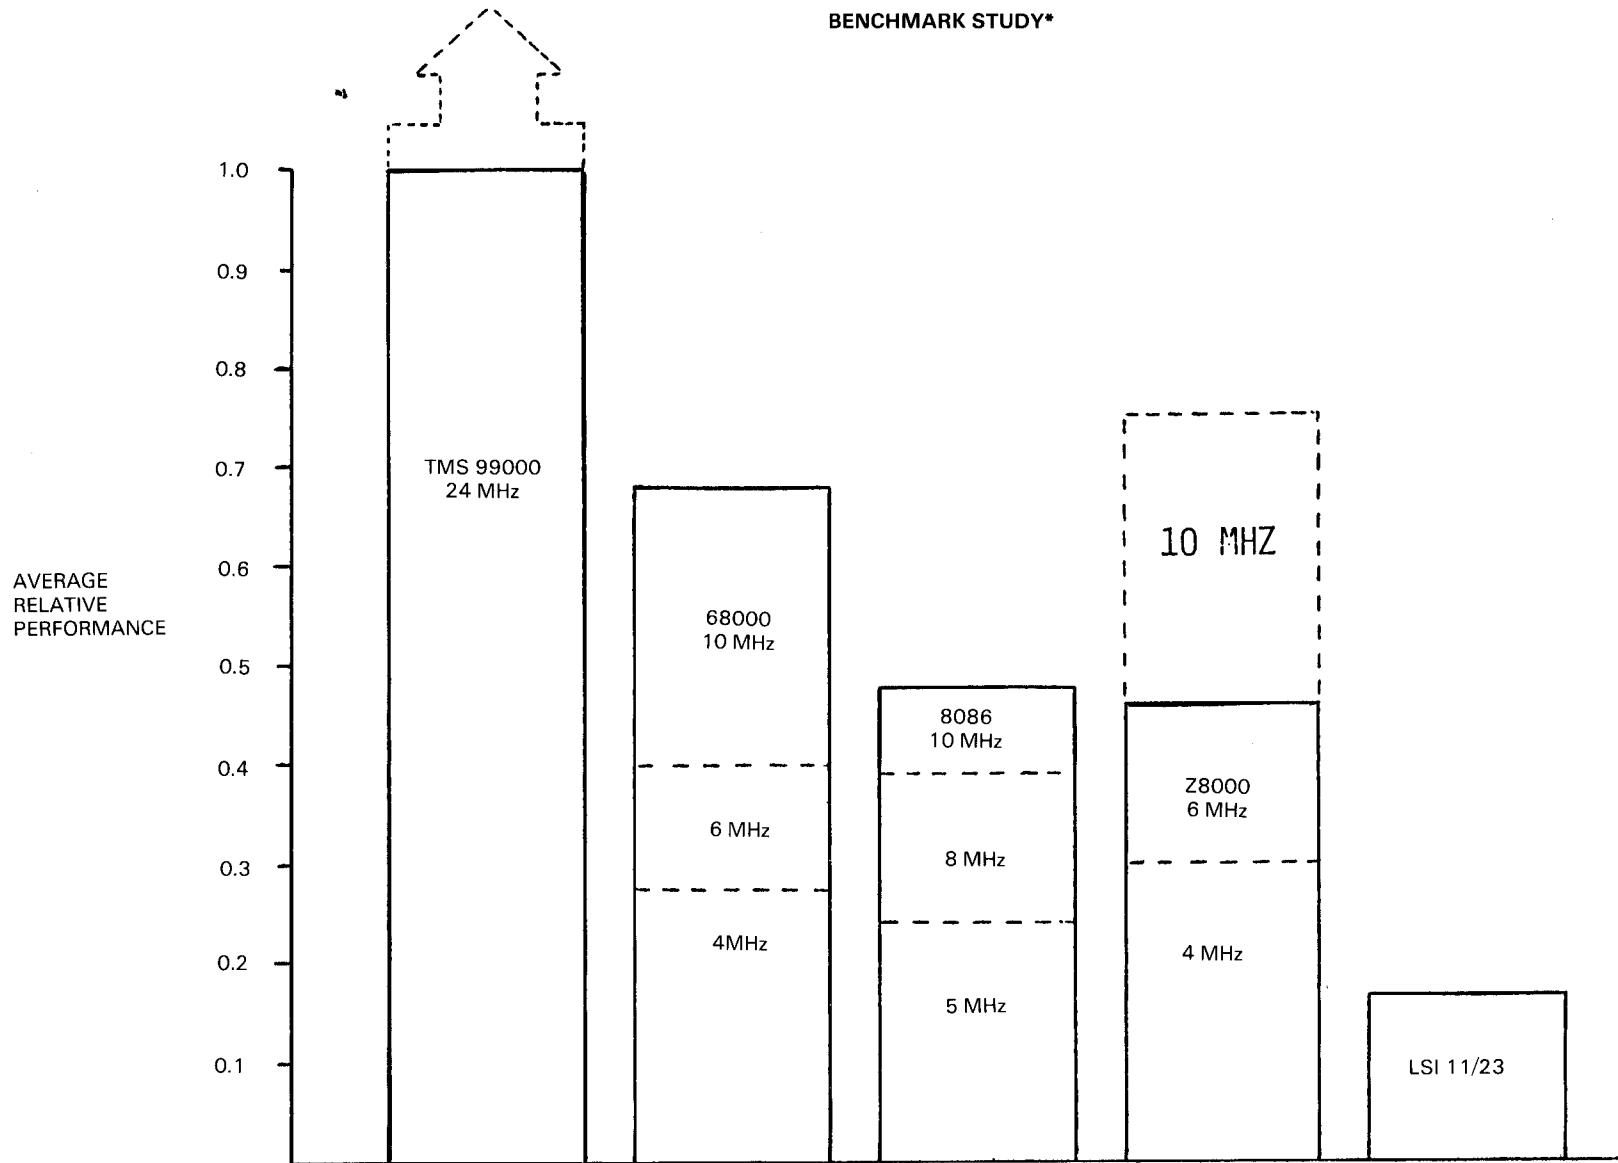 BENCHMARK STUDY*
1.0
0.9
0.8
0.7
0.6
0.5
0.4
0.3
0.2
0.1
AVERAGE
RELATIVE
PERFORMANCE
TMS 99000
24 MHz
68000
10 MHz
6 MHz
4MHz
8086
10 MHz
8 MHz
5 MHz
10 MHZ
Z8000
6 MHz
4 MHz
LSI 11/23